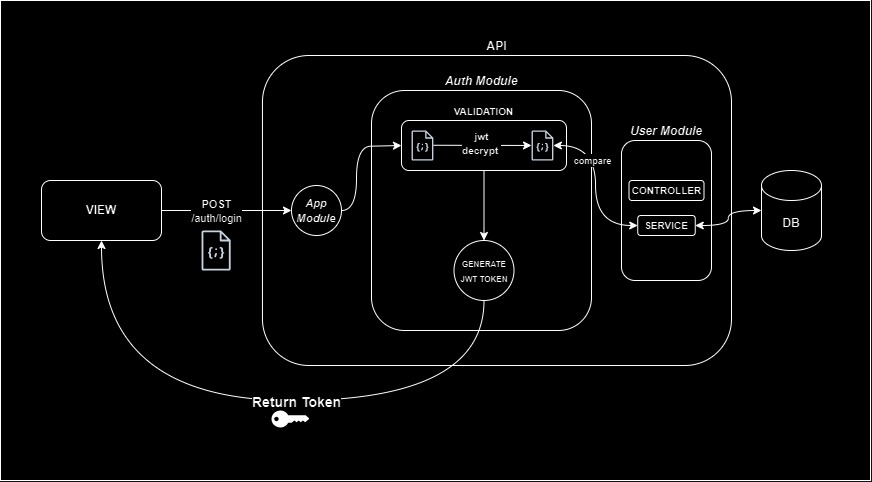 API
Auth Module
VALIDATION
{;}
jwt
decrypt
{;}
compare
User Module
CONTROLLER
SERVICE
DB
VIEW
POST
/auth/login
{;}
App
Module
GENERATE
JWT TOKEN
Return Token